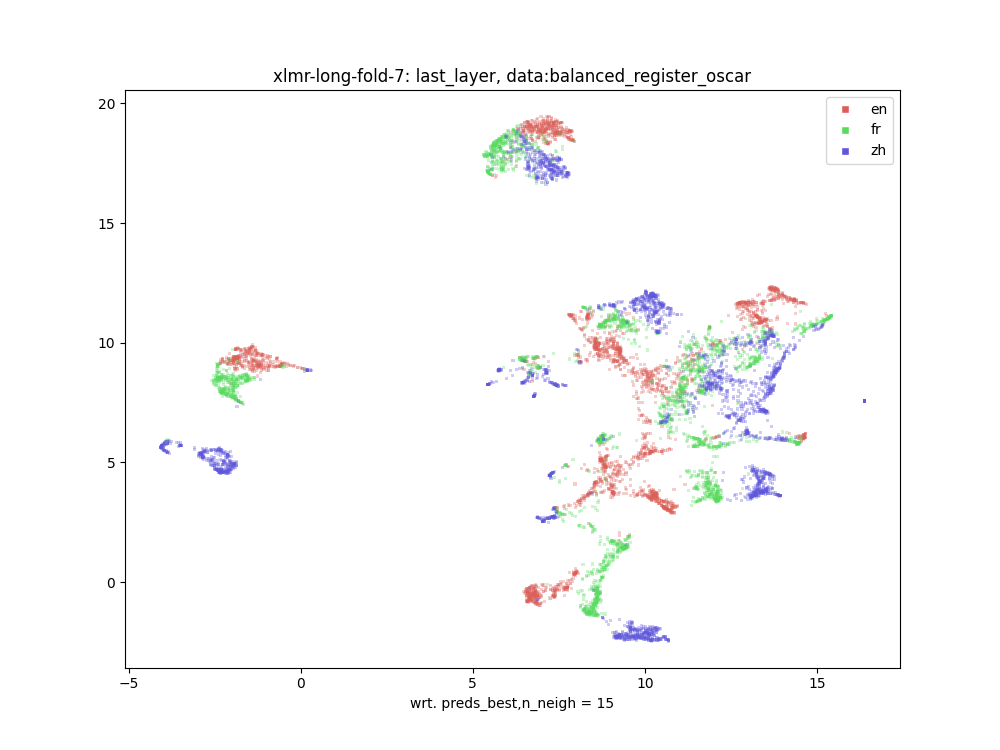 xlmr-long-fold-7: last_layer, data:balanced_register_oscar
en
fr
zh
20
15
10
5
0
−5 0 5 10 15
wrt. preds_best,n_neigh = 15